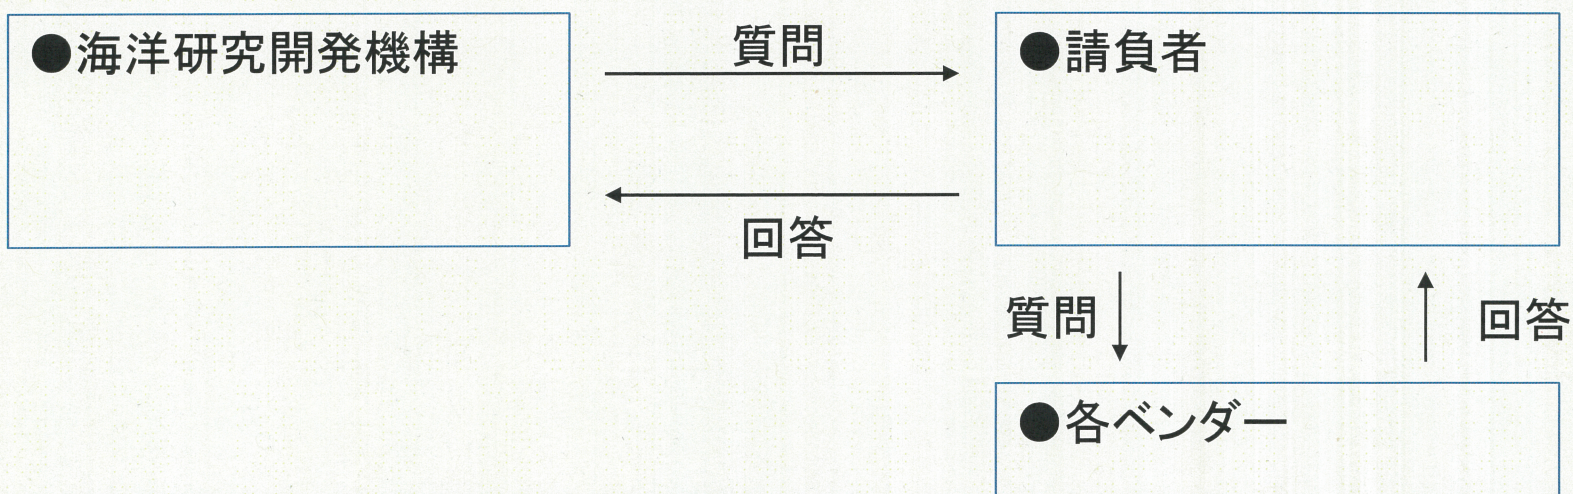 ●海洋研究開発機構
質問
●請負者
回答
質問
回答
●各ベンダー